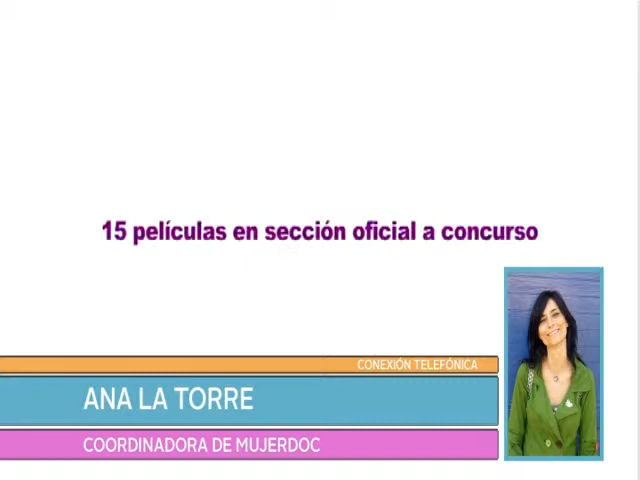 15 películas en sección oficial a concurso
CONEXIÓN TELEFÓNICA
ANA LA TORRE
COORDINADORA DE MUJERDOC